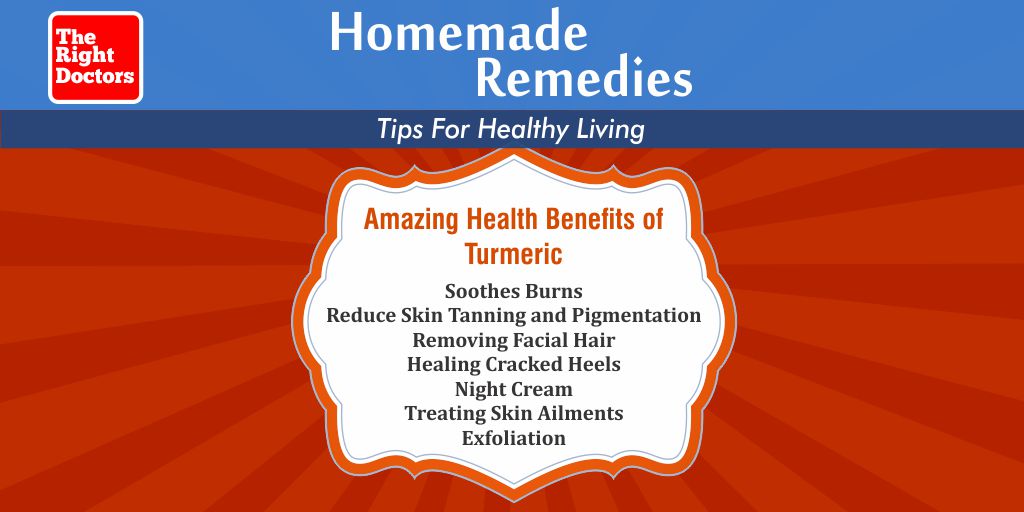 The
Right
Doctors
Homemade
Remedies
Tips For Healthy Living
Amazing Health Benefits of
Turmeric
Soothes Burns
Reduce Skin Tanning and Pigmentation
Removing Facial Hair
Healing Cracked Heels
Night Cream
Treating Skin Ailments
Exfoliation